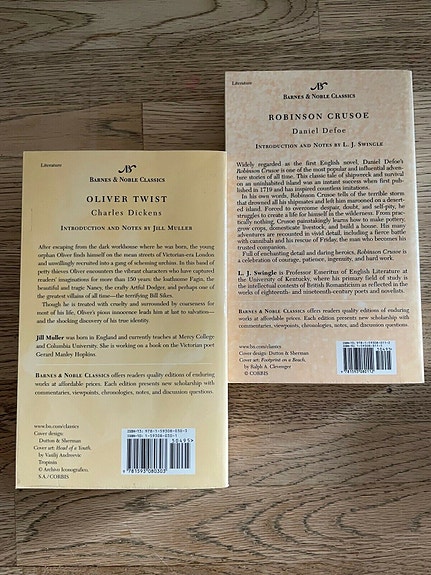 Literature
BARNES & NOBLE CLASSICS
ROBINSON CRUSOE
Daniel Defoe
INTRODUCTION AND NOTES BY L. J. SWINGLE
Widely regarded as the first English novel, Daniel Defoe's
Robinson Crusoe is one of the most popular and influential adven-
ture stories of all time. This classic tale of shipwreck and survival
on an uninhabited island was an instant success when first pub-
lished in 1719 and has inspired countless imitations.
In his own words, Robinson Crusoe tells of the terrible storm
that drowned all his shipmates and left him marooned on a desert-
ed island. Forced to overcome despair, doubt, and self-pity, he
struggles to create a life for himself in the wilderness. From prac-
tically nothing, Crusoe painstakingly learns how to make pottery,
grow crops, domesticate livestock, and build a house. His many
adventures are recounted in vivid detail, including a fierce battle
with cannibals and his rescue of Friday, the man who becomes his
trusted companion.
Full of enchanting detail and daring heroics, Robinson Crusoe is
a celebration of courage, patience, ingenuity, and hard work.
L. J. Swingle is Professor Emeritus of English Literature at
the University of Kentucky, where his primary field of study is
the intellectual contexts of British Romanticism as reflected in the
works of eighteenth- and nineteenth-century poets and novelists.
BARNES & NOBLE CLASSICS offers readers quality editions of enduring
works at affordable prices. Each edition presents new scholarship with
commentaries, viewpoints, chronologies, notes, and discussion questions
www.bn.com/classics
Cover design: Dutton & Sherman
Cover art: Footprint on a Beach,
by Ralph A. Clevenger
© CORBIS
Literature
BARNES & NOBLE CLASSICS
OLIVER TWIST
Charles Dickens
INTRODUCTION AND NOTES BY JILL MULLER
After escaping from the dark workhouse where he was born, the young
orphan Oliver finds himself on the mean streets of Victorian-era London
and unwillingly recruited into a gang of scheming urchins. In this band of
petty thieves Oliver encounters the vibrant characters who have captured
readers' imaginations for more than 150 years: the loathsome Fagin, the
beautiful and tragic Nancy, the crafty Artful Dodger, and perhaps one of
the greatest villains of all time—the terrifying Bill Sikes.
Though he is treated with cruelty and surrounded by coarseness for
most of his life, Oliver's pious innocence leads him at last to salvation—
and the shocking discovery of his true identity.
Jill Muller was born in England and currently teaches at Mercy College
and Columbia University. She is working on a book on the Victorian poet
Gerard Manley Hopkins.
BARNES & NOBLE CLASSICS offers readers quality editions of enduring
works at affordable prices. Each edition presents new scholarship with
commentaries, viewpoints, chronologies, notes, and discussion questions.
www.bn.com/classics
Cover design:
Dutton & Sherman
Cover art: Head of a Youth,
by Vasilij Andreevic
Tropinin
© Archivo Iconografico,
S.A./CORBIS
ISBN-13: 978-1-59308-030-3
50495
9 781593 080303